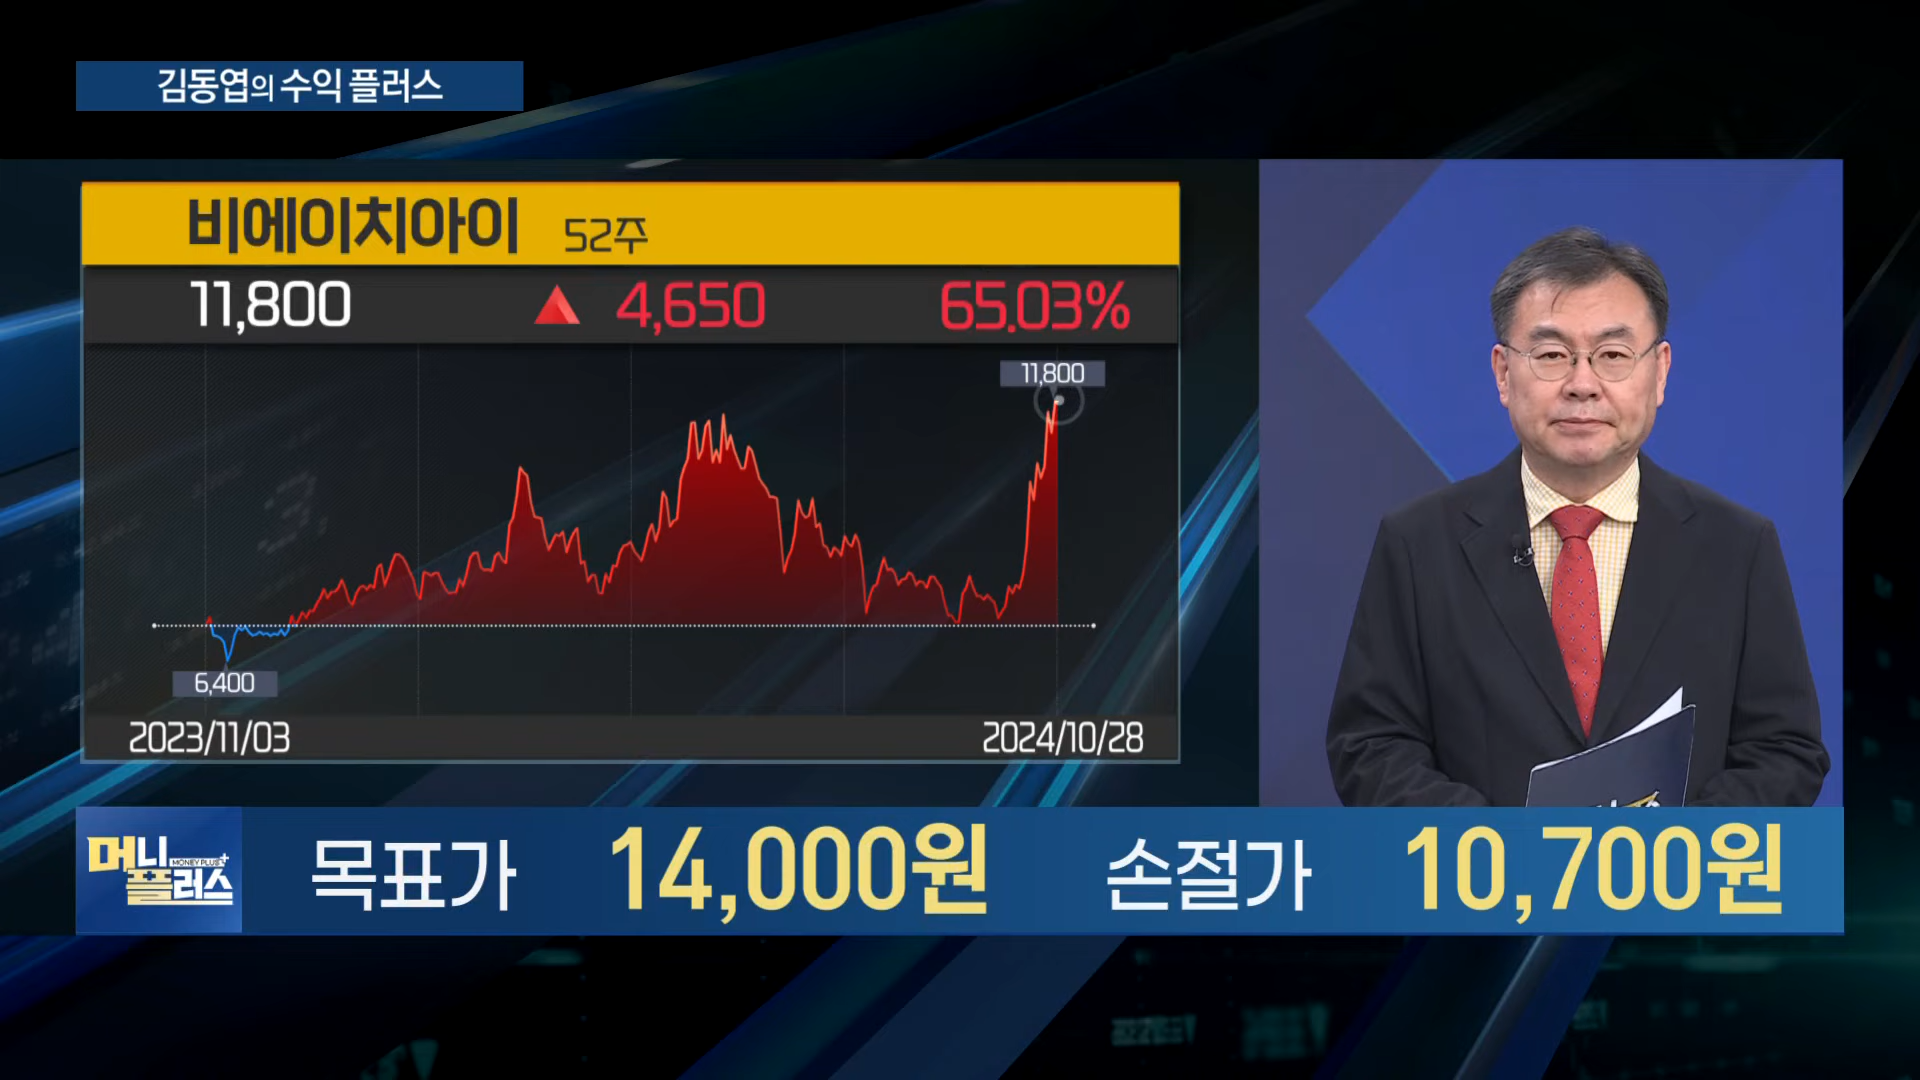 김동엽의 수익 플러스
비에이치아이 52주
11,800 ▲ 4,650 65.03%
11,800
6,400
2023/11/03 2024/10/28
머니 MONEY PLUS+
플러스
목표가 14,000원 손절가 10,700원